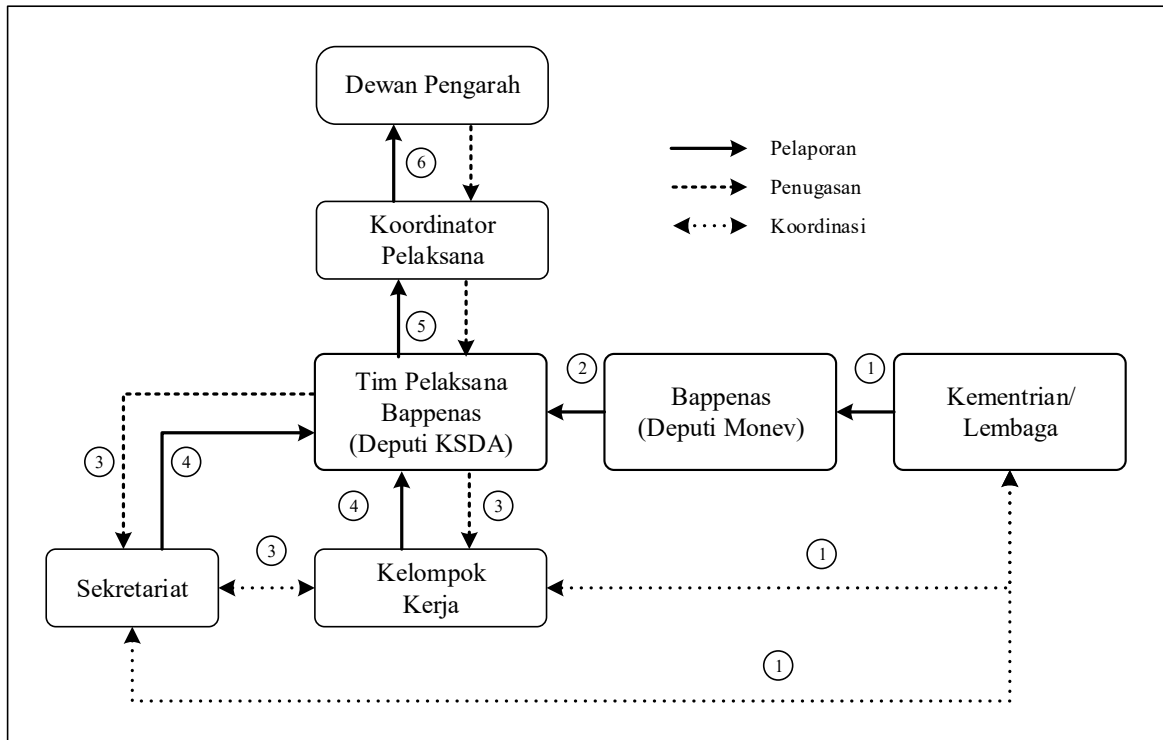 Dewan Pengarah
6
Pelaporan
Penugasan
Koordinasi
Koordinator
Pelaksana
5
Tim Pelaksana
Bappenas
(Deputi KSDA)
2
Bappenas
(Deputi Monev)
1
Kementrian/
Lembaga
3
4
4
3
Sekretariat
3
Kelompok
Kerja
1
1